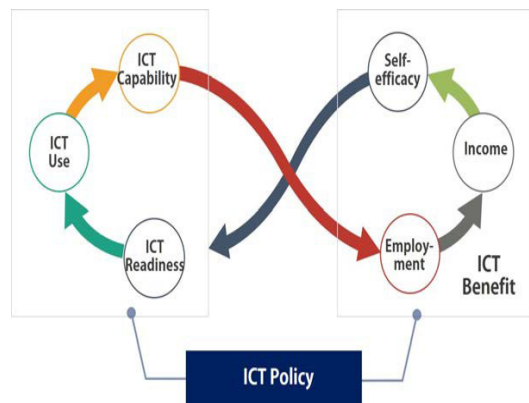 ICT
Capability
Self-
efficacy
ICT
Use
Income
ICT
Readiness
Employ-
ment
ICT
Benefit
ICT Policy